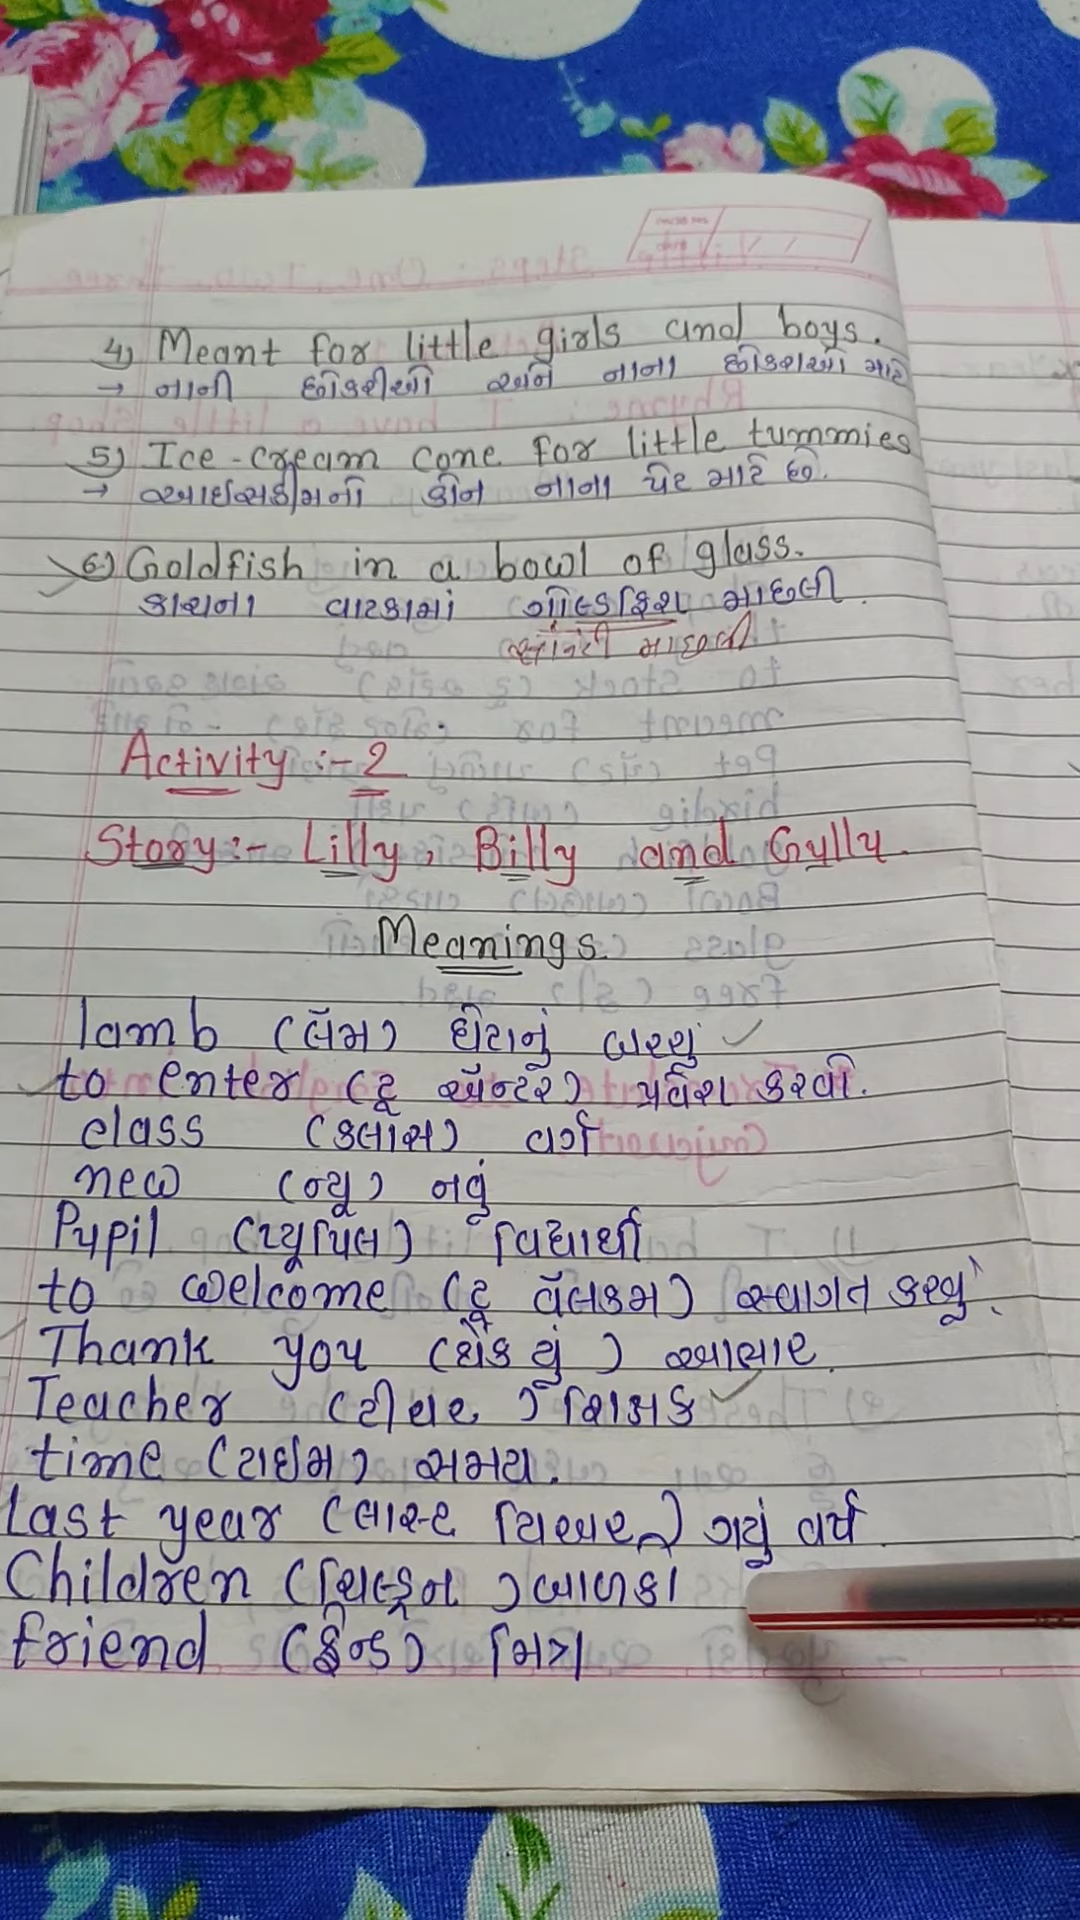 4) Meant for little girls and boys.
→ નાની છોકરીઓ અને નાના છોકરાઓ માટે
5) Ice-cream cone for little tummies
→ આઇસક્રીમનો કોન નાના પેટ માટે છે.
6) Goldfish in a bowl of glass.
કાચના વાટકામાં ગોલ્ડફિશ માછલી
સોનેરી માછલી
Activity :- 2
Story :- Lilly, Billy and Gully.
Meanings
lamb (લૅમ) ઘેટાનું બચ્ચું
to enter (ટૂ ઍન્ટર) પ્રવેશ કરવો.
class (ક્લાસ) વર્ગ
new (ન્યૂ) નવું
Pupil (પ્યૂપિલ) વિદ્યાર્થી
to welcome (ટૂ વૅલકમ) સ્વાગત કરવું.
Thank you (થેંક યું) આભાર.
Teacher (ટીચર) શિક્ષક
time (ટાઇમ) સમય.
Last year (લાસ્ટ યિઅર) ગયું વર્ષ
Children (ચિલ્ડ્રન) બાળકો
friend (ફ્રેન્ડ) મિત્ર